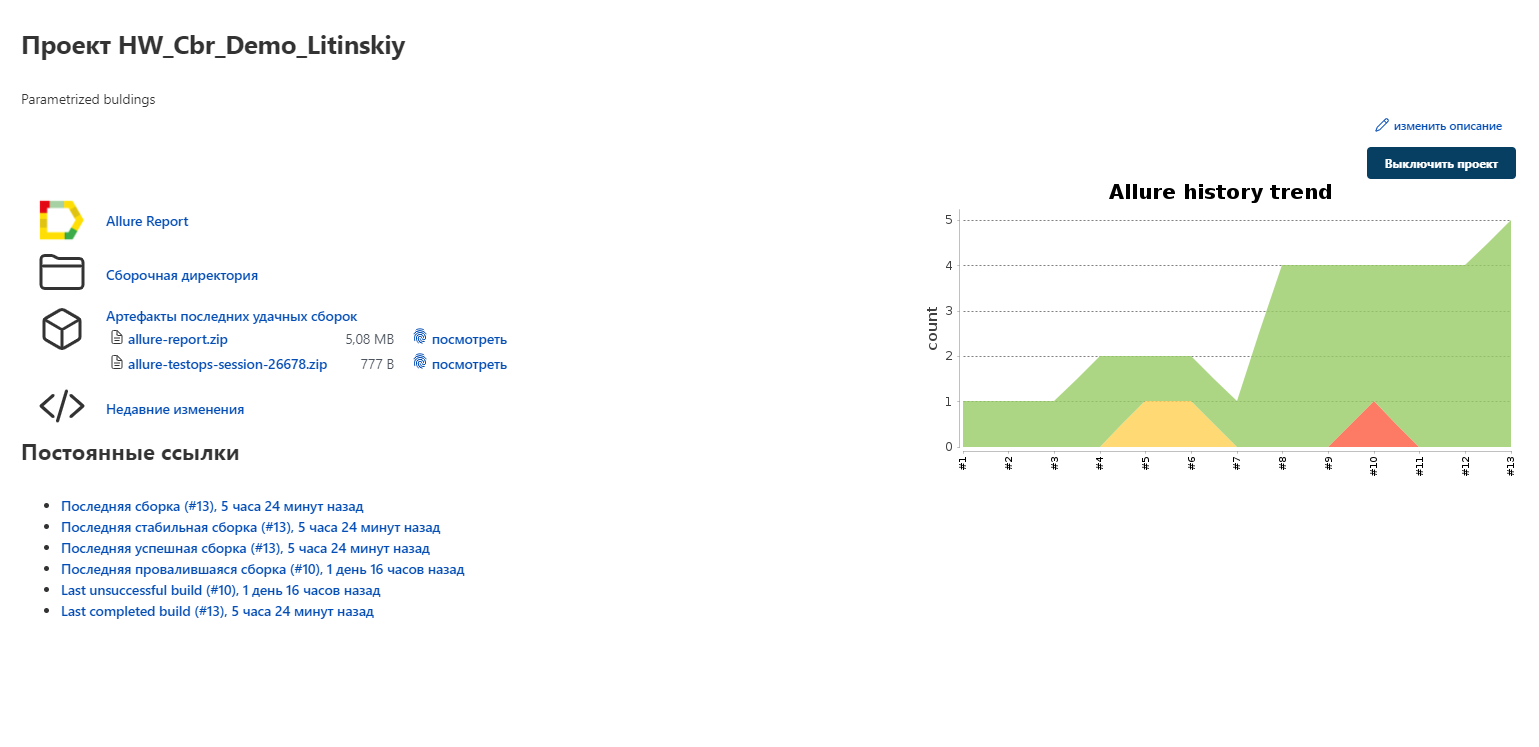 Проект HW_Cbr_Demo_Litinskiy
Parametrized buldings
изменить описание
Выключить проект
Allure Report
Сборочная директория
Артефакты последних удачных сборок
allure-report.zip 5,08 MB посмотреть
allure-testops-session-26678.zip 777 B посмотреть
Недавние изменения
Постоянные ссылки
Последняя сборка (#13), 5 часа 24 минут назад
Последняя стабильная сборка (#13), 5 часа 24 минут назад
Последняя успешная сборка (#13), 5 часа 24 минут назад
Последняя провалившаяся сборка (#10), 1 день 16 часов назад
Last unsuccessful build (#10), 1 день 16 часов назад
Last completed build (#13), 5 часа 24 минут назад
Allure history trend
count
5
4
3
2
1
0
#1
#2
#3
#4
#5
#6
#7
#8
#9
#10
#11
#12
#13